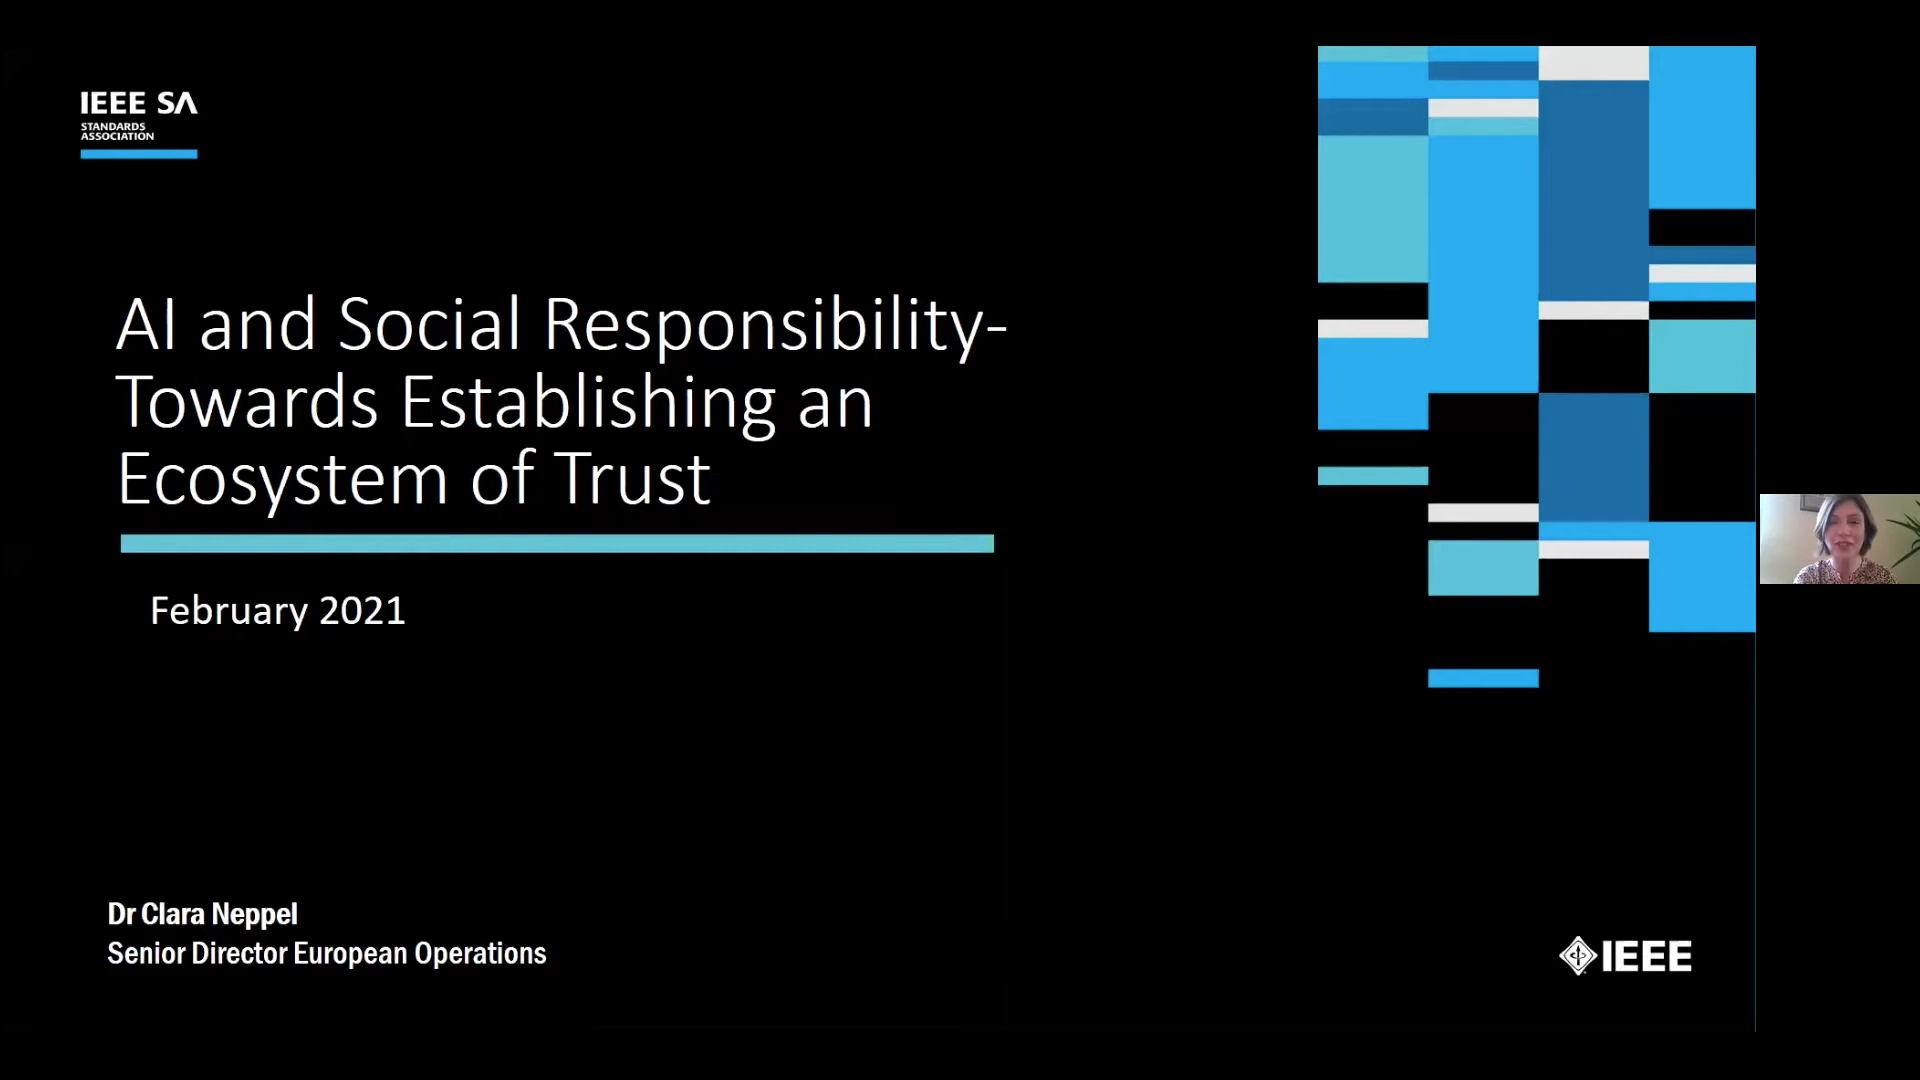 IEEE SA
STANDARDS
ASSOCIATION
AI and Social Responsibility-
Towards Establishing an
Ecosystem of Trust
February 2021
Dr Clara Neppel
Senior Director European Operations
IEEE